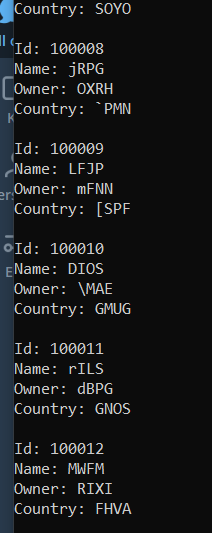 Country: SOYO
Id: 100008
Name: jRPG
Owner: OXRH
Country: `PMN
Id: 100009
Name: LFJP
Owner: mFNN
Country: [SPF
Id: 100010
Name: DIOS
Owner: \MAE
Country: GMUG
Id: 100011
Name: rILS
Owner: dBPG
Country: GNOS
Id: 100012
Name: MWFM
Owner: RIXI
Country: FHVA